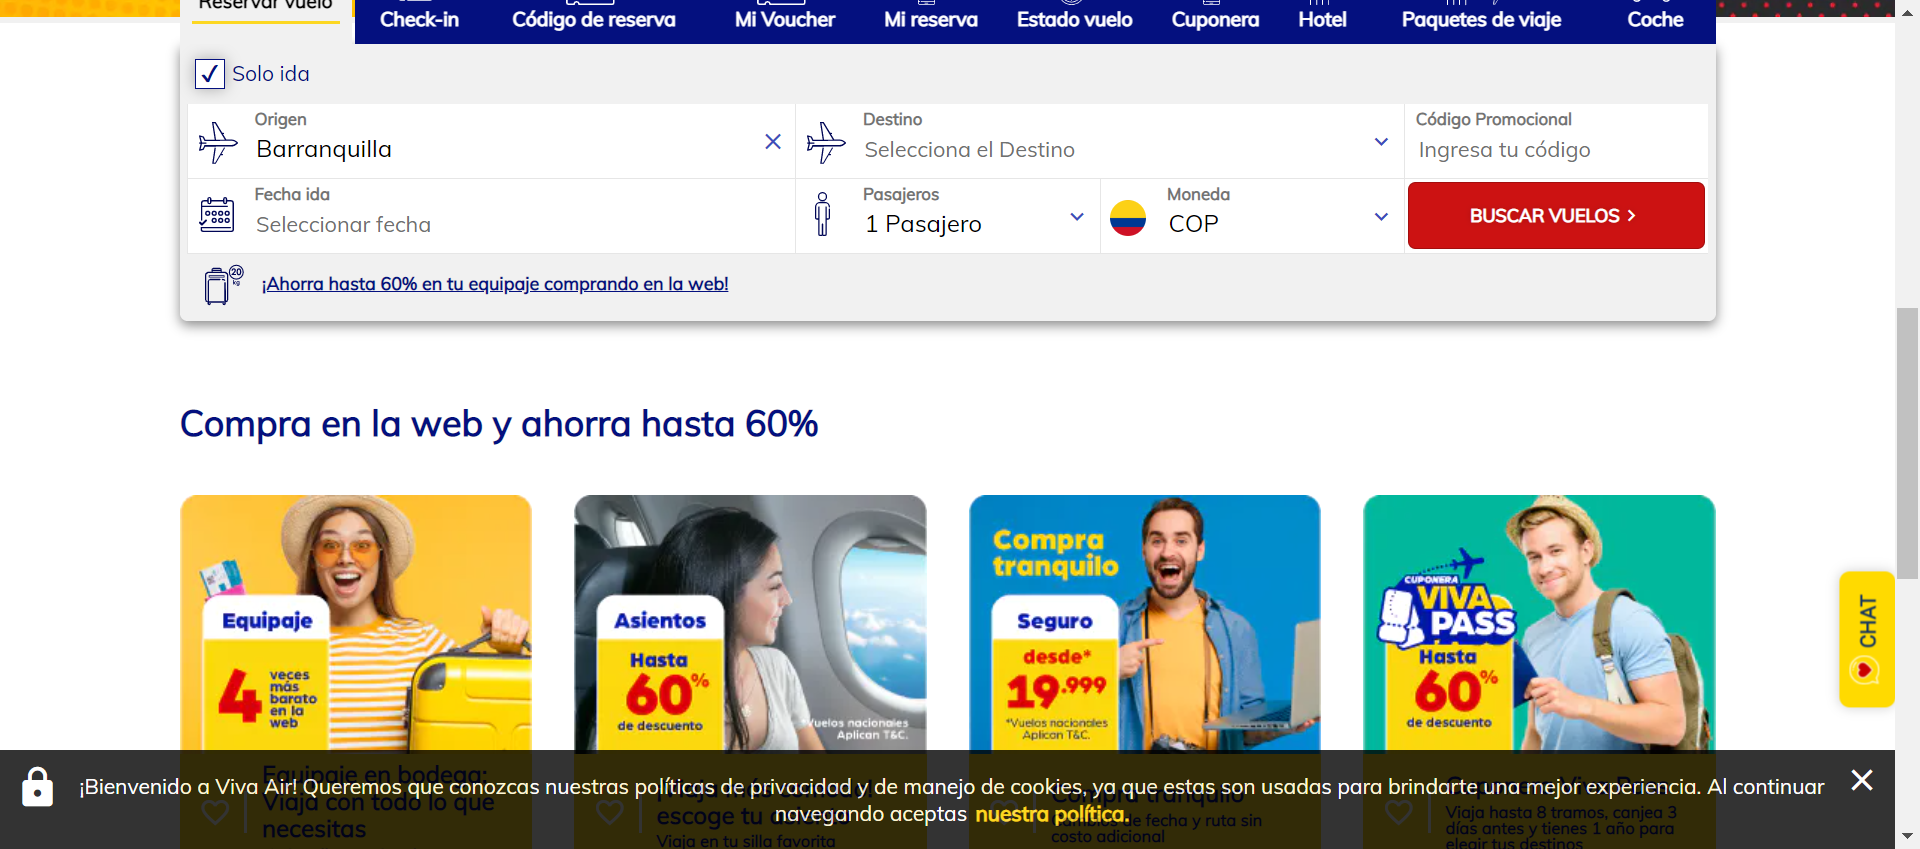 Reservar vuelo
Check-in
Código de reserva
Mi Voucher
Mi reserva
Estado vuelo
Cuponera
Hotel
Paquetes de viaje
Coche
Solo ida
Origen
Barranquilla
Destino
Selecciona el Destino
Código Promocional
Ingresa tu código
Fecha ida
Seleccionar fecha
Pasajeros
1 Pasajero
Moneda
COP
BUSCAR VUELOS
20
kg
¡Ahorra hasta 60% en tu equipaje comprando en la web!
Compra en la web y ahorra hasta 60%
Equipaje
4 veces
más
barato
en la
web
Asientos
Hasta
60%
de descuento
*Vuelos nacionales
Aplican T&C.
Compra
tranquilo
Seguro
desde*
19.999
*Vuelos nacionales
Aplican T&C.
CUPONERA
VIVA
PASS
Hasta
60%
de descuento
CHAT
Equipaje en bodega:
Viaja con todo lo que
necesitas
escoge tu
Viaja en tu silla favorita
Compra tranquilo
Cambios de fecha y ruta sin
costo adicional
Cuponera Viva Pass
Viaja hasta 8 tramos, canjea 3
días antes y tienes 1 año para
elegir tus destinos
¡Bienvenido a Viva Air! Queremos que conozcas nuestras políticas de privacidad y de manejo de cookies, ya que estas son usadas para brindarte una mejor experiencia. Al continuar
navegando aceptas nuestra política.